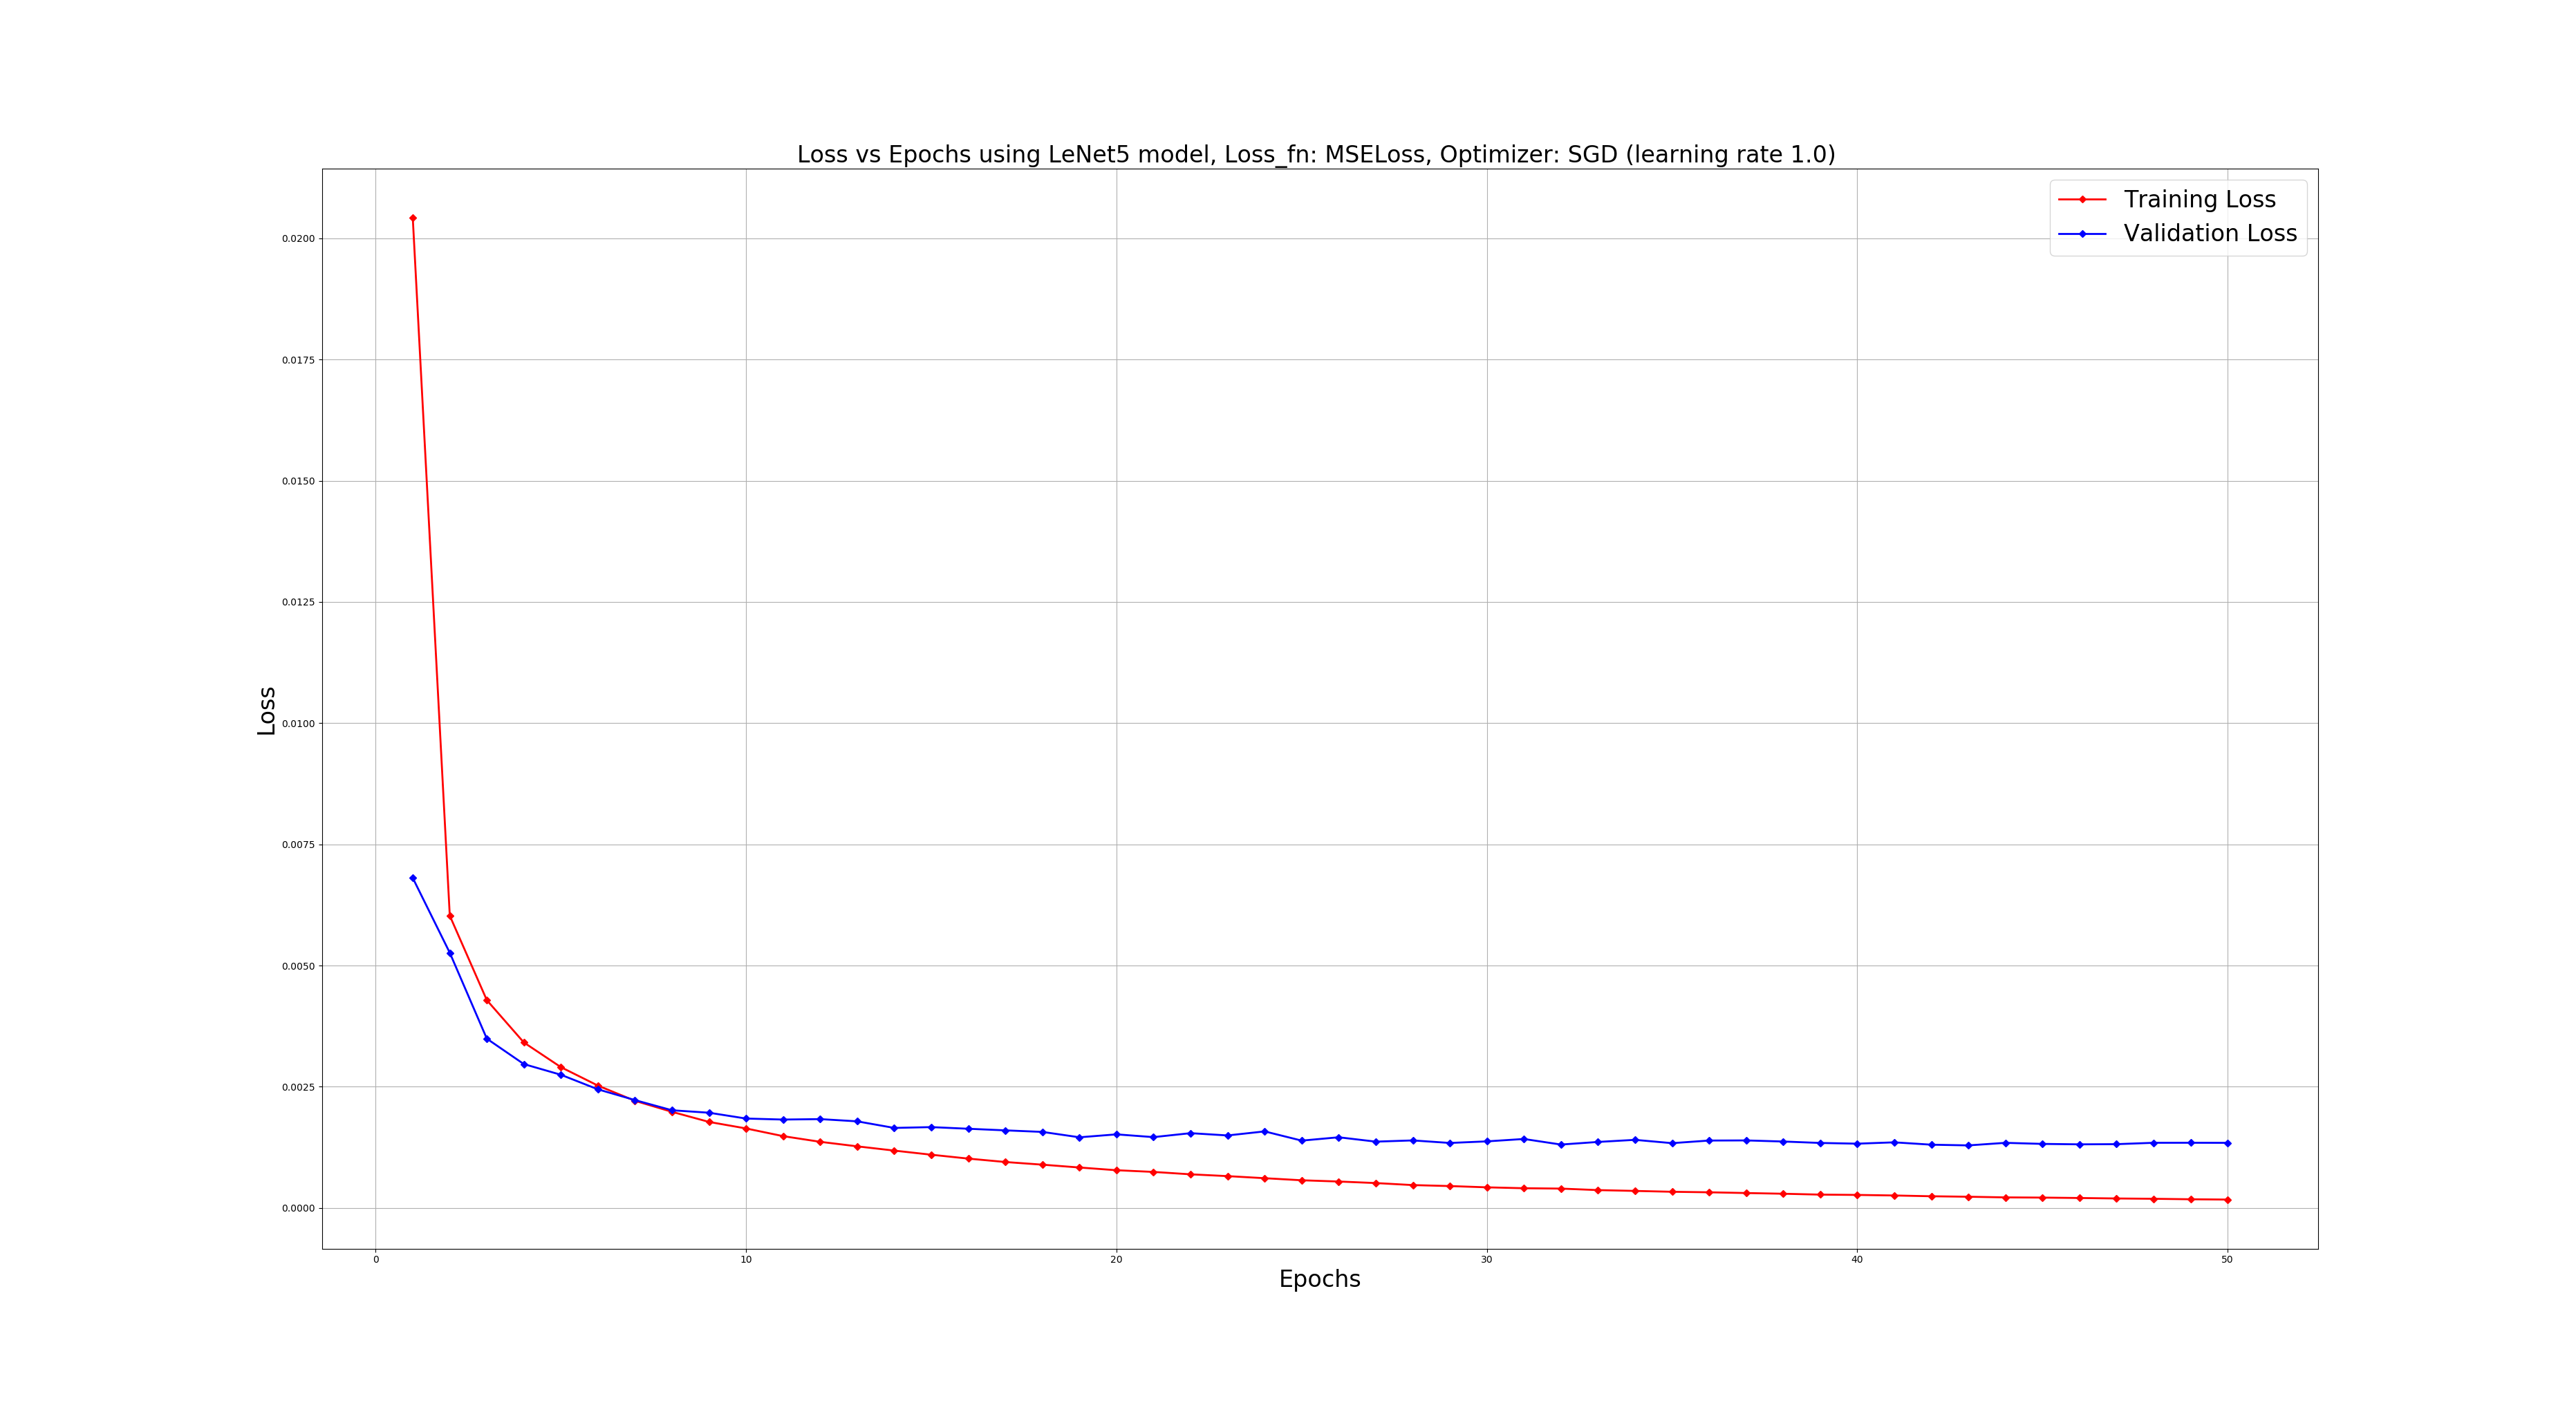 Loss vs Epochs using LeNet5 model, Loss_fn: MSELoss, Optimizer: SGD (learning rate 1.0)
Training Loss
Validation Loss
0.0200
0.0175
0.0150
0.0125
0.0100
0.0075
0.0050
0.0025
0.0000
Loss
0 10 20 30 40 50
Epochs